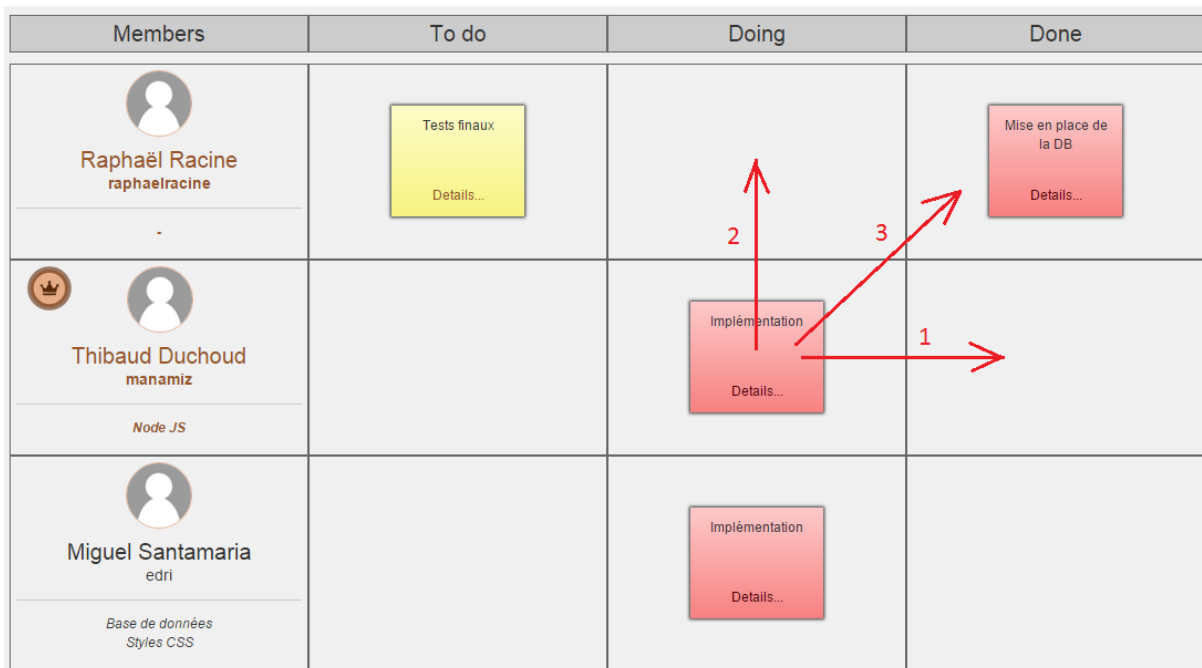 Members
To do
Doing
Done
Raphaël Racine
raphaelracine
-
Tests finaux
Details...
Mise en place de
la DB
Details...
2
3
1
Thibaud Duchoud
manamiz
Node JS
Implémentation
Details...
Miguel Santamaria
edri
Base de données
Styles CSS
Implémentation
Details...